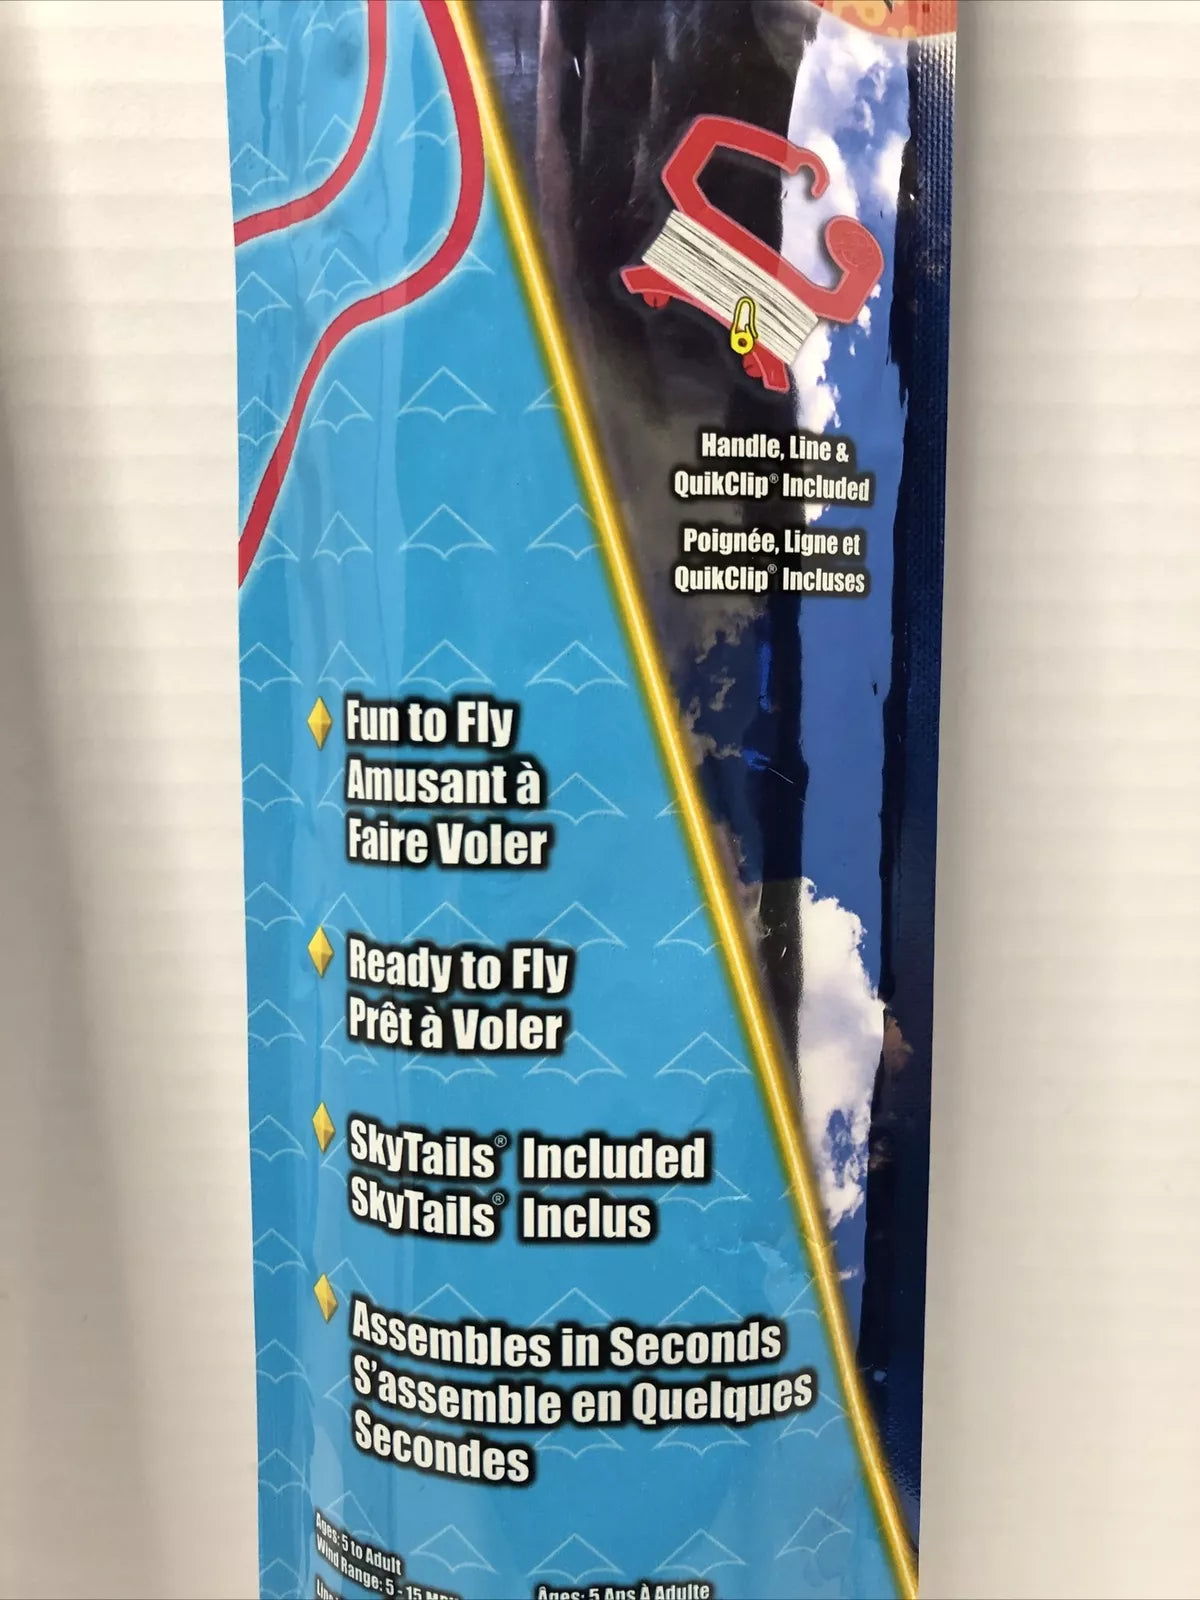 Handle, Line &
QuikClip® Included
Poignée, Ligne et
QuikClip® Incluses
Fun to Fly
Amusant à
Faire Voler
Ready to Fly
Prêt à Voler
SkyTails® Included
SkyTails® Inclus
Assembles in Seconds
S'assemble en Quelques
Secondes
Ages: 5 to Adult
Wind Range: 5 - 15 MPH
Âges: 5 Ans À Adulte